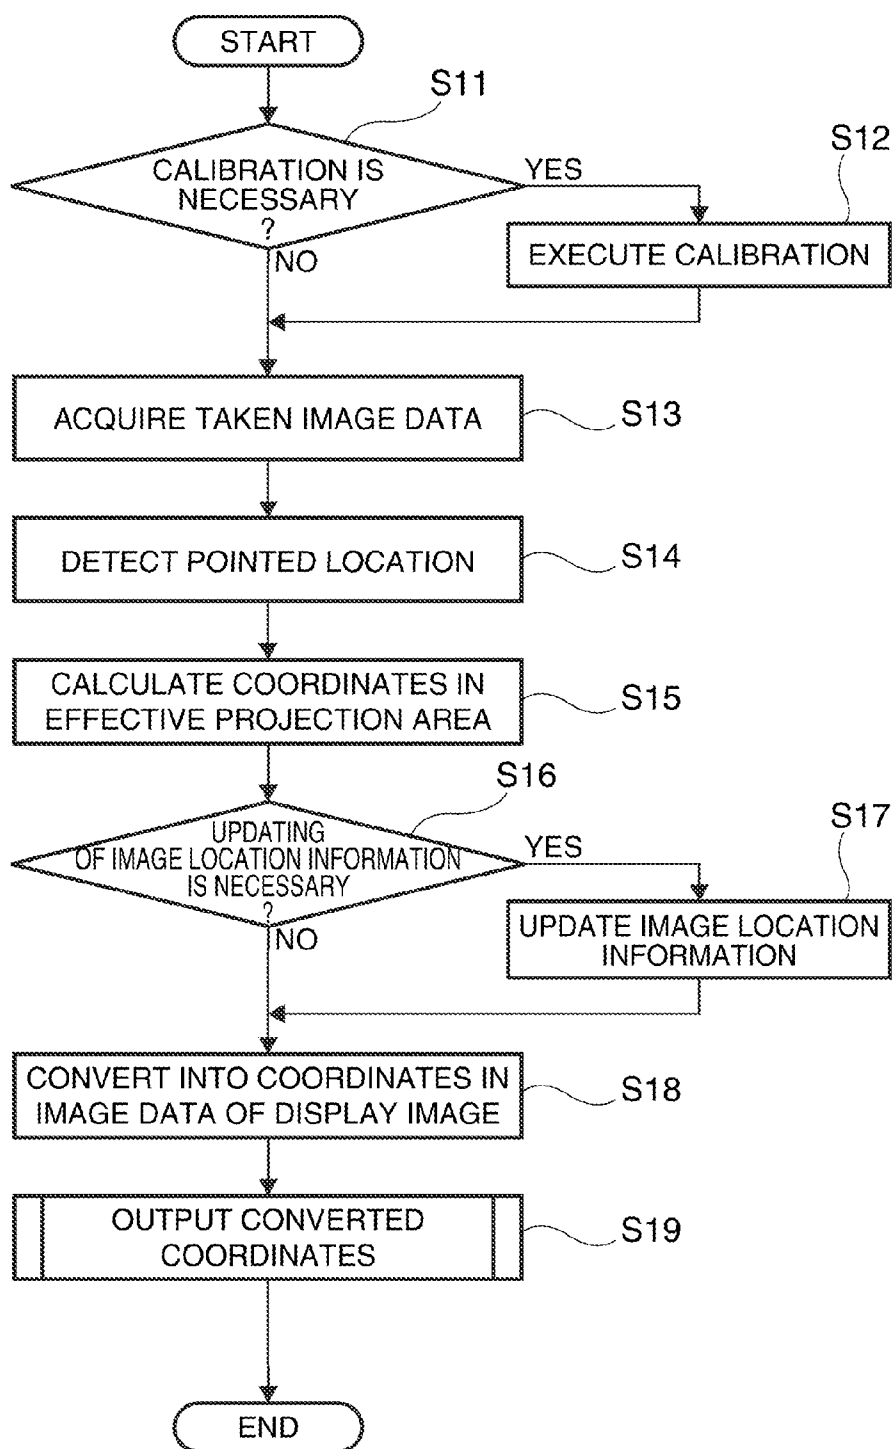 START
S11
CALIBRATION IS
NECESSARY
?
YES
NO
S12
EXECUTE CALIBRATION
ACQUIRE TAKEN IMAGE DATA
S13
DETECT POINTED LOCATION
S14
CALCULATE COORDINATES IN
EFFECTIVE PROJECTION AREA
S15
S16
UPDATING
OF IMAGE LOCATION INFORMATION
IS NECESSARY
?
YES
NO
S17
UPDATE IMAGE LOCATION
INFORMATION
CONVERT INTO COORDINATES IN
IMAGE DATA OF DISPLAY IMAGE
S18
OUTPUT CONVERTED
COORDINATES
S19
END